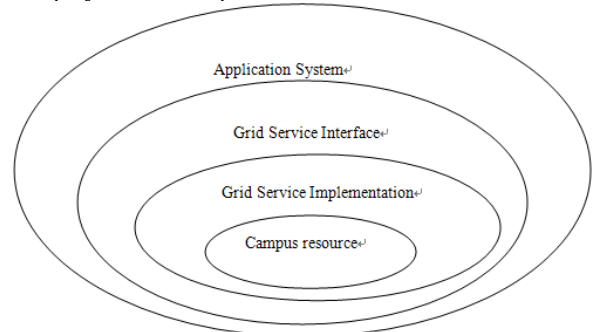 Application System↵
Grid Service Interface↵
Grid Service Implementation↵
Campus resource↵